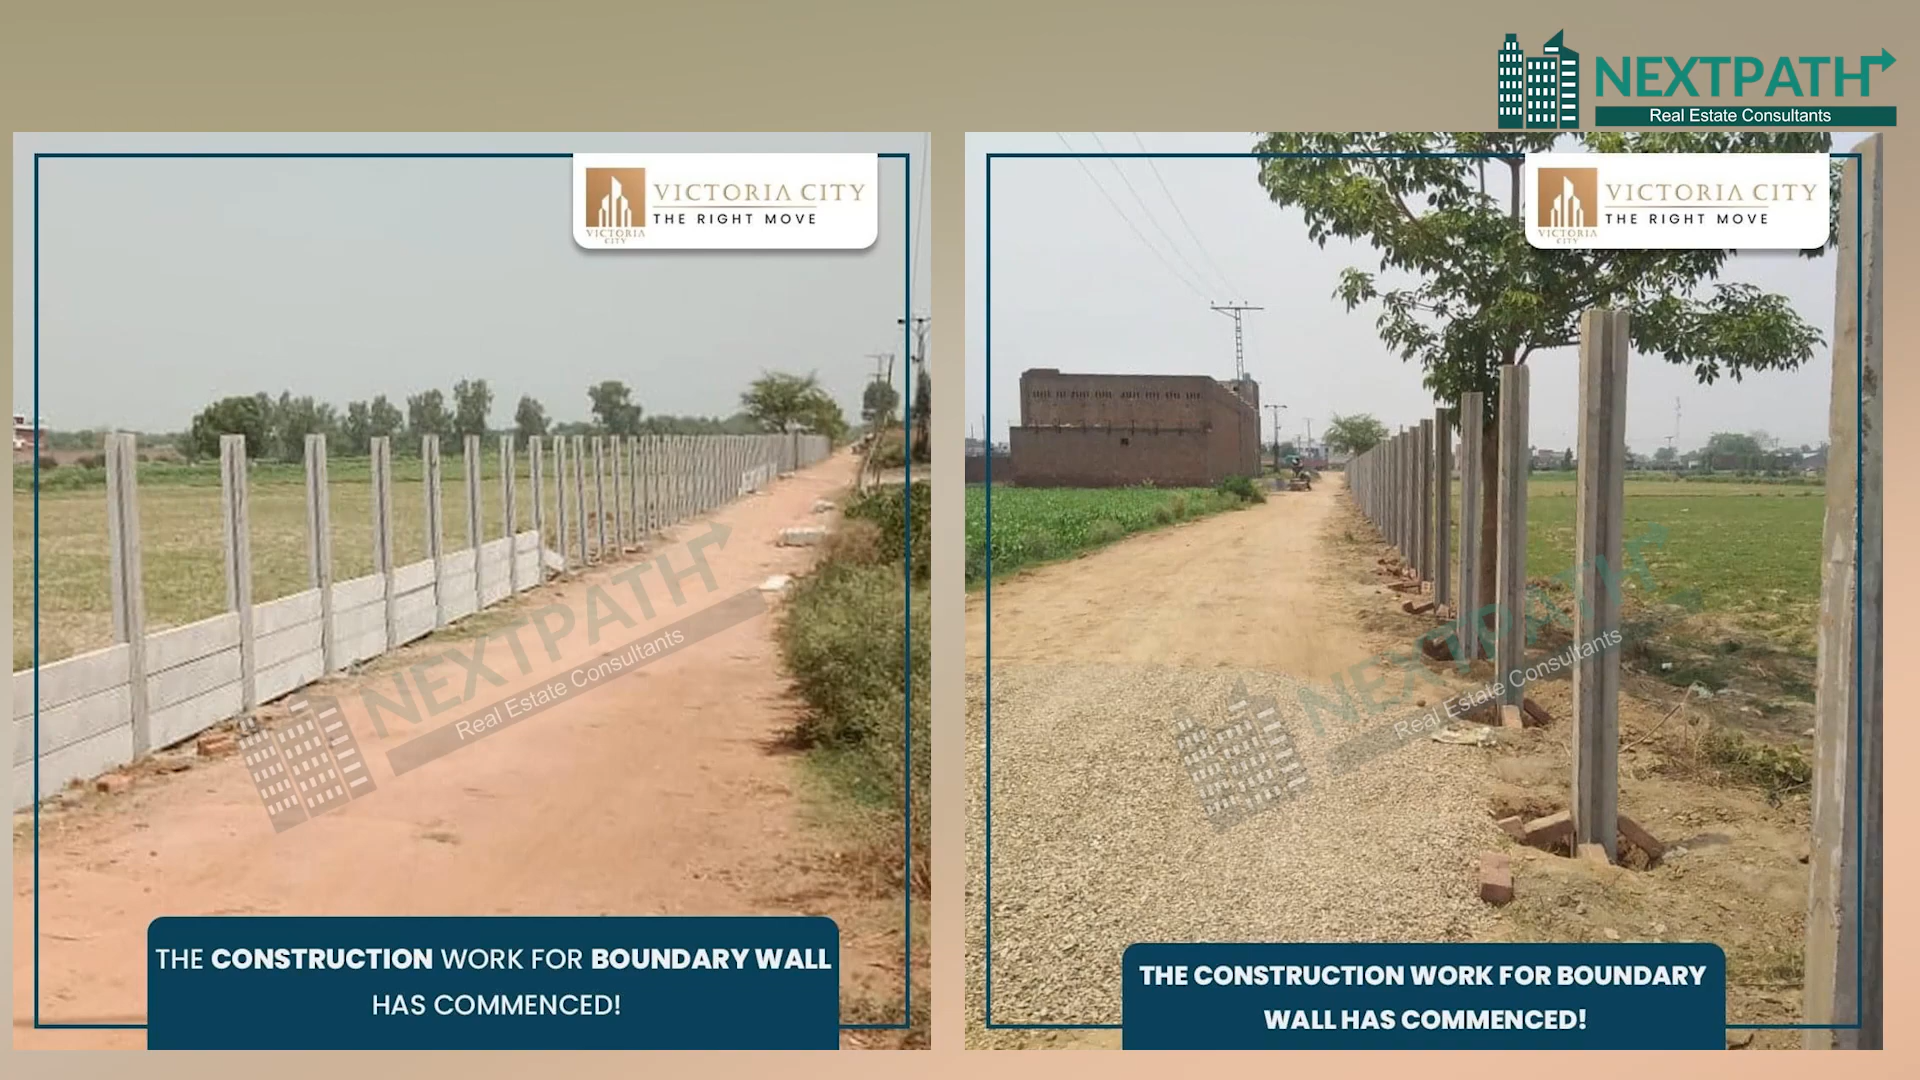 NEXTPATH
Real Estate Consultants
VICTORIA CITY
THE RIGHT MOVE
VICTORIA
CITY
NEXTPATH
Real Estate Consultants
THE CONSTRUCTION WORK FOR BOUNDARY WALL
HAS COMMENCED!
VICTORIA CITY
THE RIGHT MOVE
VICTORIA
CITY
NEXTPATH
Real Estate Consultants
THE CONSTRUCTION WORK FOR BOUNDARY
WALL HAS COMMENCED!